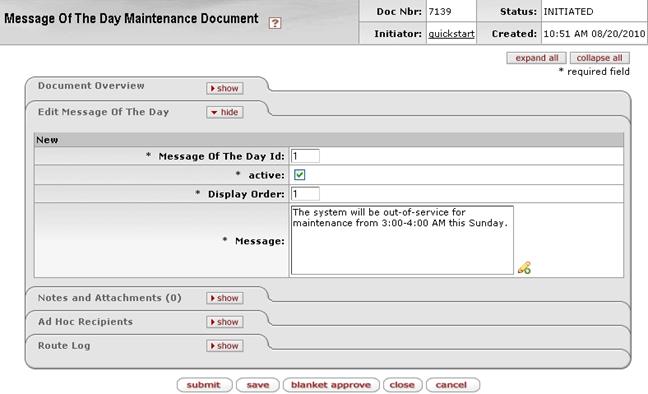 Message Of The Day Maintenance Document ?
Doc Nbr: 7139 Status: INITIATED
Initiator: quickstart Created: 10:51 AM 08/20/2010
expand all collapse all
* required field
Document Overview show
Edit Message Of The Day hide
New
* Message Of The Day Id: 1
* active:
* Display Order: 1
* Message: The system will be out-of-service for
maintenance from 3:00-4:00 AM this Sunday.
Notes and Attachments (0) show
Ad Hoc Recipients show
Route Log show
submit save blanket approve close cancel